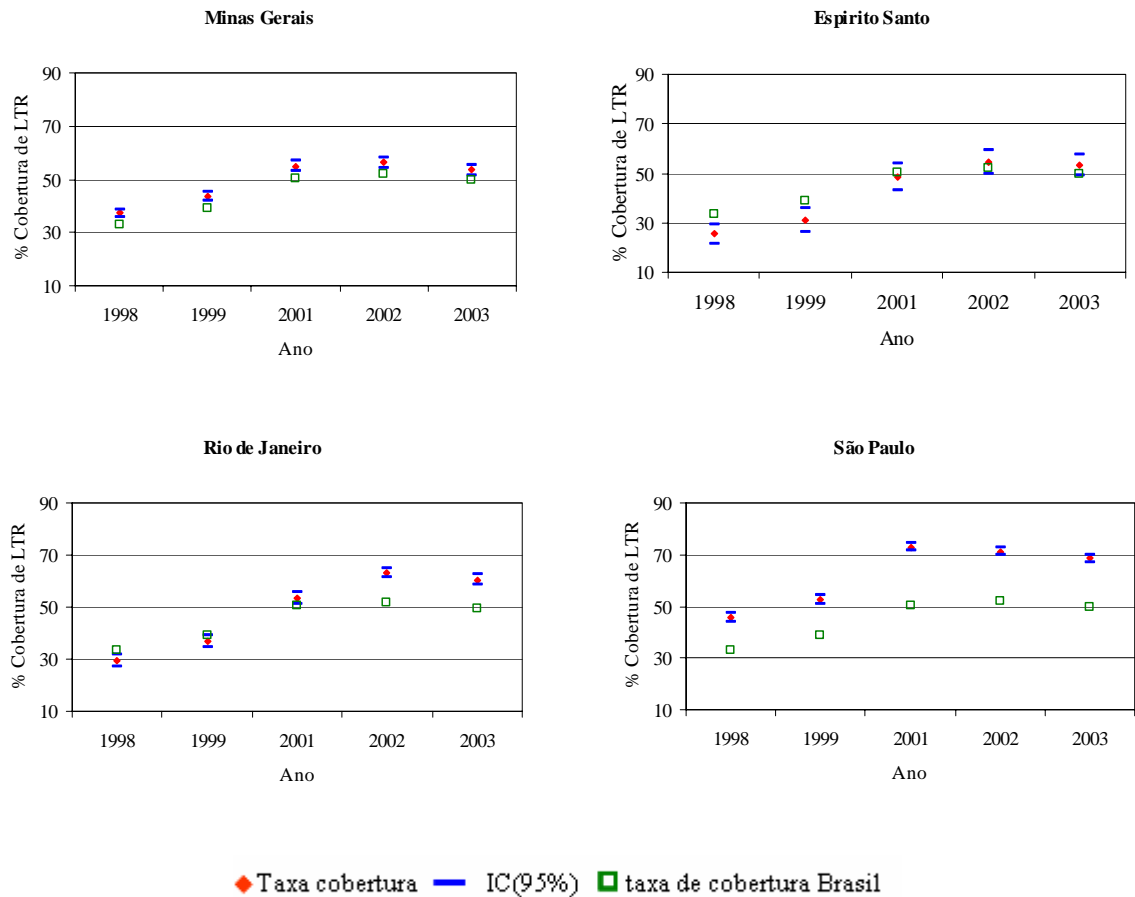 Minas Gerais
% Cobertura de LTR
90
70
50
30
10
1998 1999 2001 2002 2003
Ano
Espirito Santo
% Cobertura de LTR
90
70
50
30
10
1998 1999 2001 2002 2003
Ano
Rio de Janeiro
% Cobertura de LTR
90
70
50
30
10
1998 1999 2001 2002 2003
Ano
São Paulo
% Cobertura de LTR
90
70
50
30
10
1998 1999 2001 2002 2003
Ano
Taxa cobertura IC(95%) taxa de cobertura Brasil